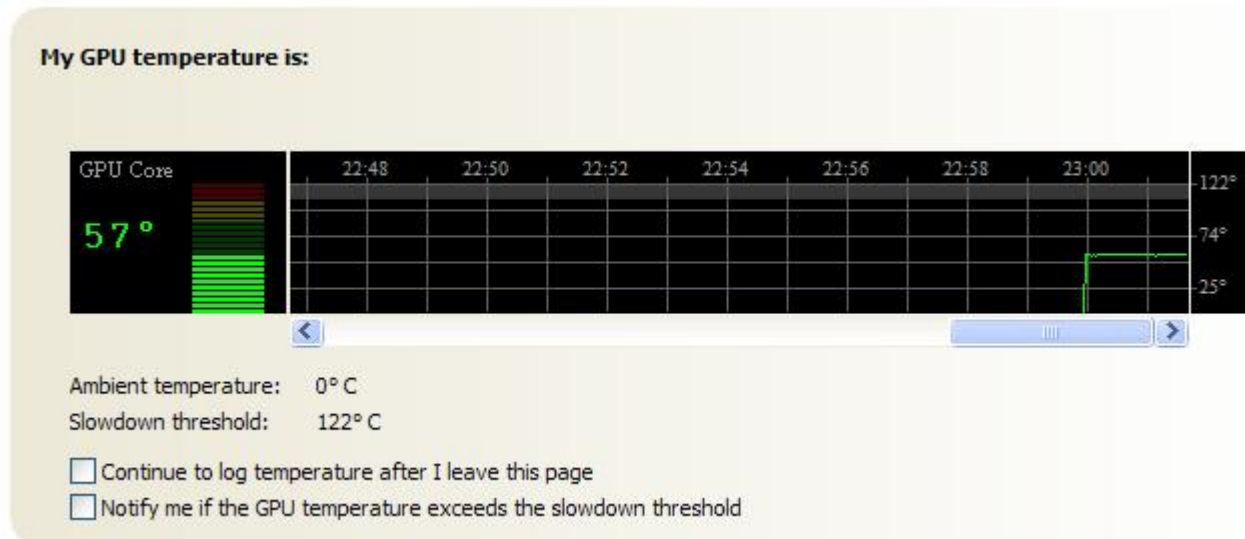 My GPU temperature is:
GPU Core
57°
22:48 22:50 22:52 22:54 22:56 22:58 23:00
122°
74°
25°
Ambient temperature: 0° C
Slowdown threshold: 122° C
Continue to log temperature after I leave this page
Notify me if the GPU temperature exceeds the slowdown threshold